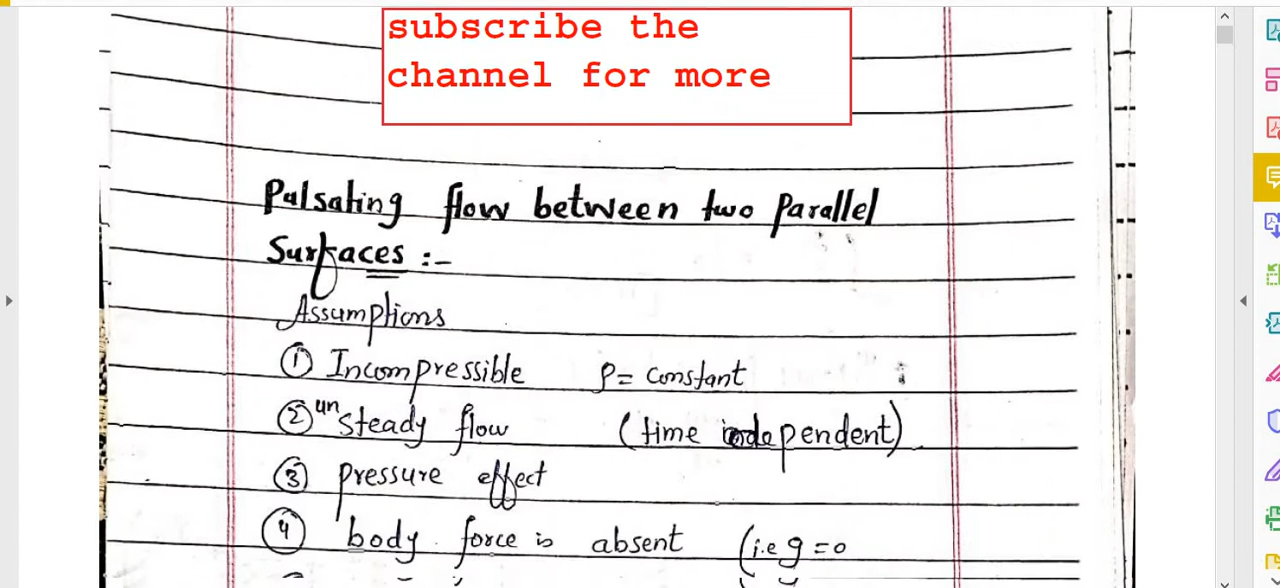 subscribe the
channel for more
Pulsating flow between two Parallel
Surfaces :-
Assumptions
① Incompressible ρ = constant
② unsteady flow (time dependent)
③ pressure effect
④ body force is absent (i.e g = 0